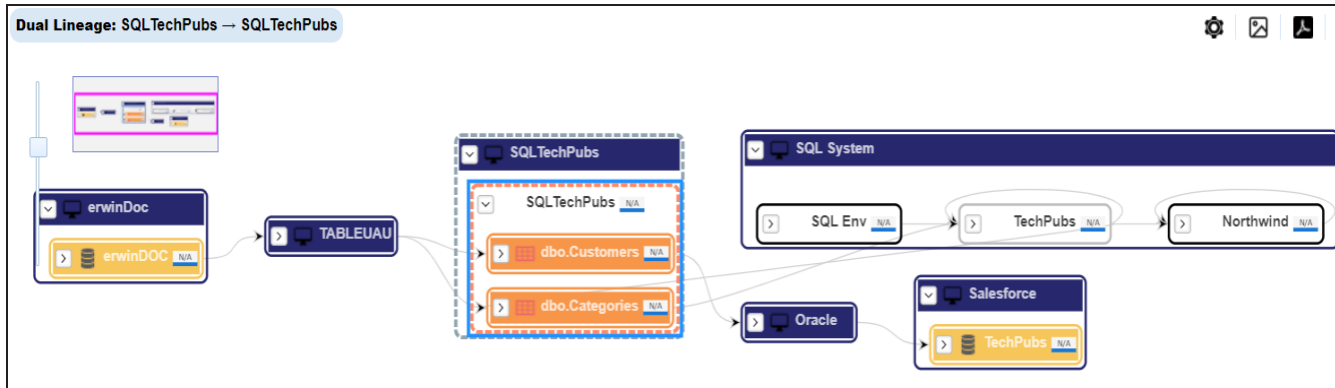 Dual Lineage: SQLTechPubs → SQLTechPubs
SQLTechPubs
SQL System
erwinDoc
SQLTechPubs N/A
SQL Env N/A
TechPubs N/A
Northwind N/A
TABLEUAU
erwinDOC N/A
dbo.Customers N/A
dbo.Categories N/A
Salesforce
Oracle
TechPubs N/A